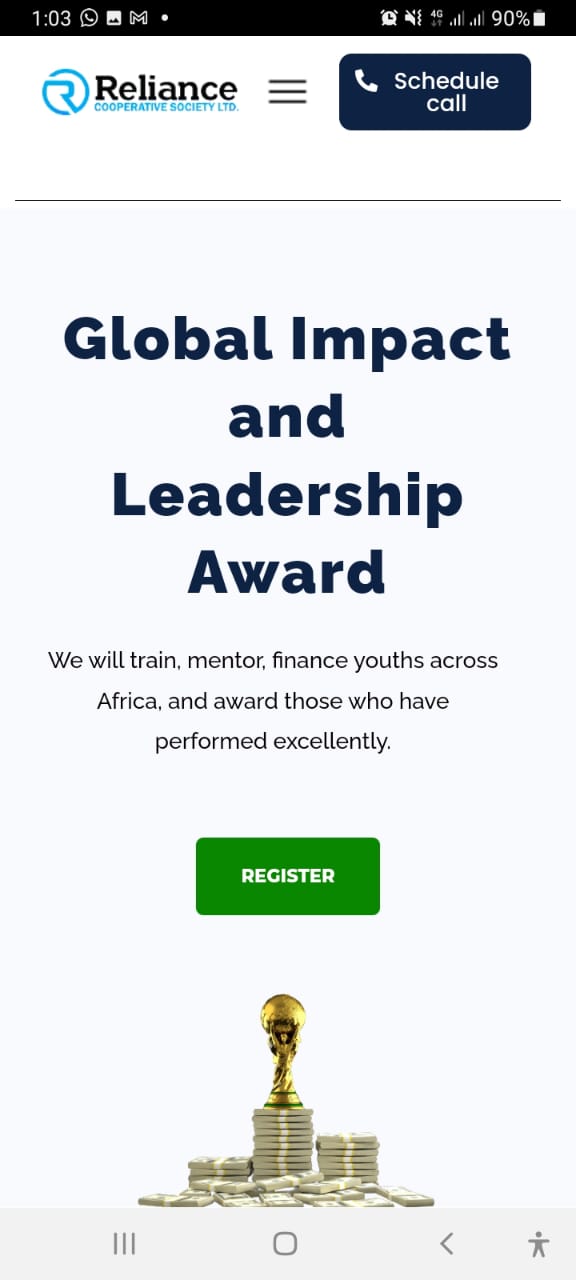 1:03
4G
90%
Reliance
COOPERATIVE SOCIETY LTD.
Schedule
call
Global Impact
and
Leadership
Award
We will train, mentor, finance youths across
Africa, and award those who have
performed excellently.
REGISTER